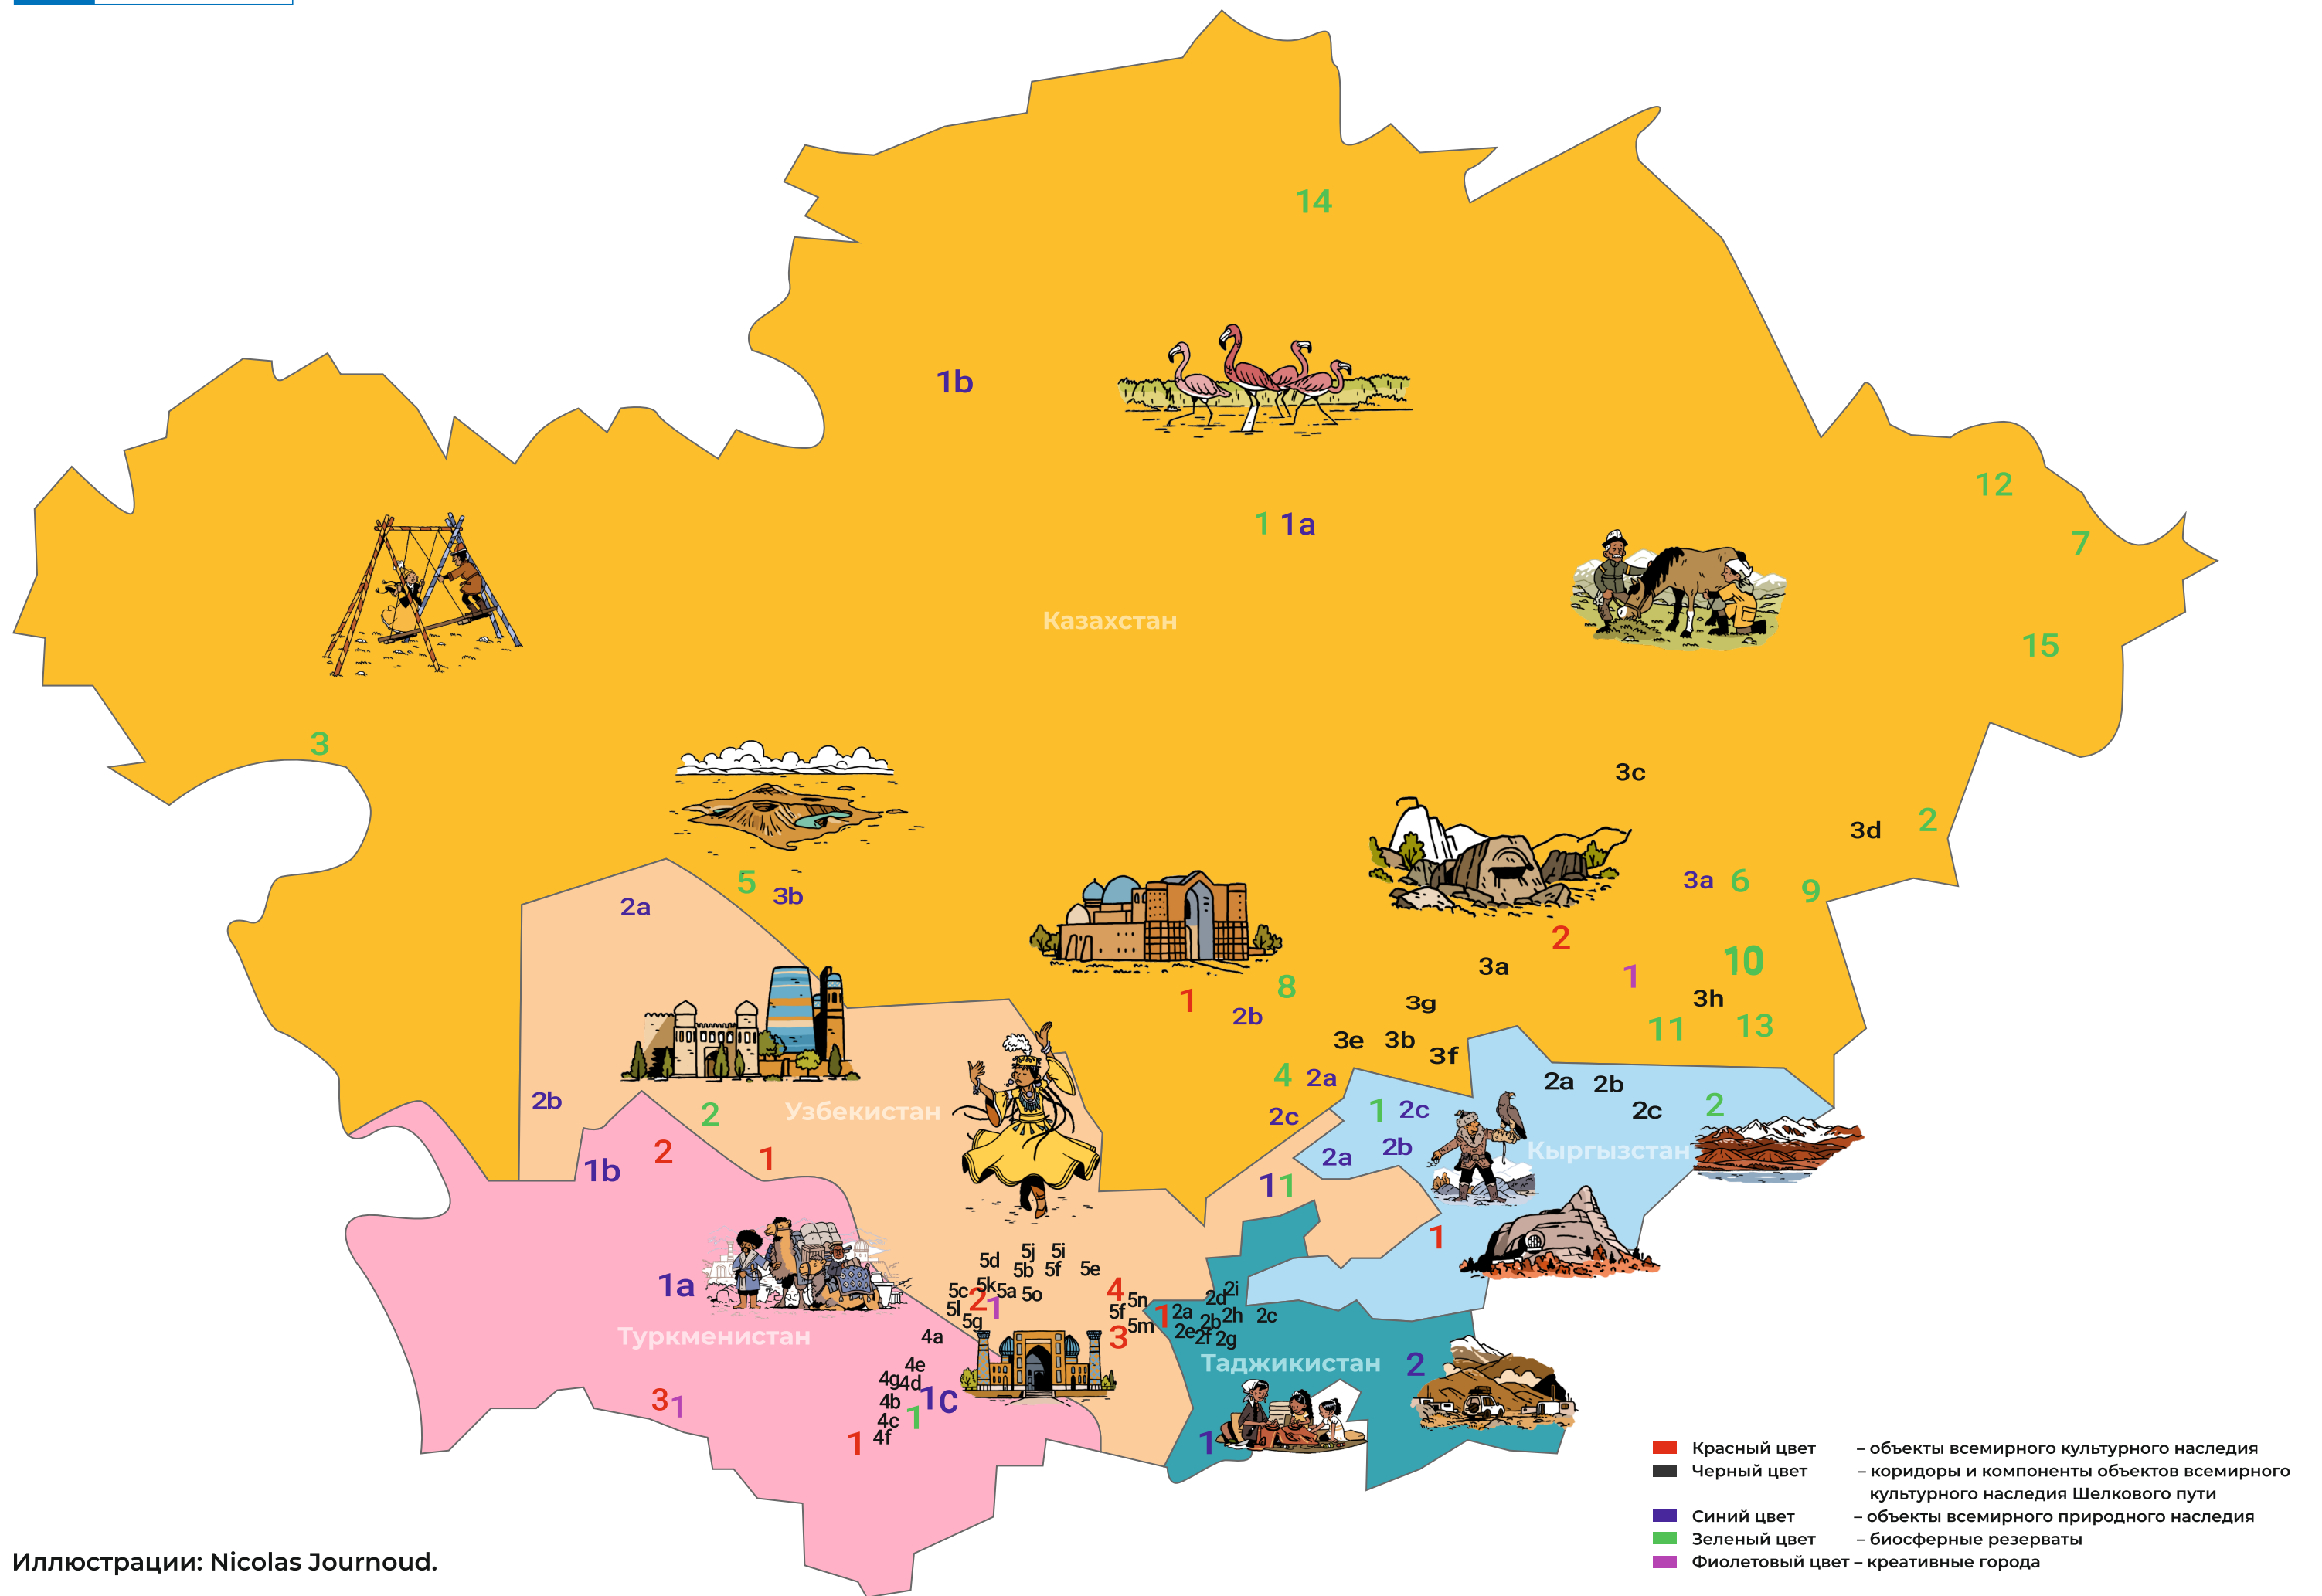 14
1b
12
1 1a
7
Казахстан
15
3
3c
2
3d
5
3b
3a 6
9
2a
2
3a
1
10
8
3g
3h
1
2b
11
13
3e 3b
3f
4 2a
2a
2b
2c
2
2b
2
Узбекистан
2c
1 2c
2
1
1b
2a
2b
Кыргызстан
1 1
1
5j 5i
5d
5b 5f 5e
1a
5c 5k 5a 5o
4
2i
5l 2 1
5n
2d
5g
5f
1 2a
2b 2h 2c
Туркменистан
4a
3
5m
2e 2f 2g
4e
Таджикистан
2
4g 4d
3 1
4b 1C
4c 1
1 4f
1
Красный цвет – объекты всемирного культурного наследия
Черный цвет – коридоры и компоненты объектов всемирного
культурного наследия Шелкового пути
Синий цвет – объекты всемирного природного наследия
Зеленый цвет – биосферные резерваты
Фиолетовый цвет – креативные города
Иллюстрации: Nicolas Journoud.